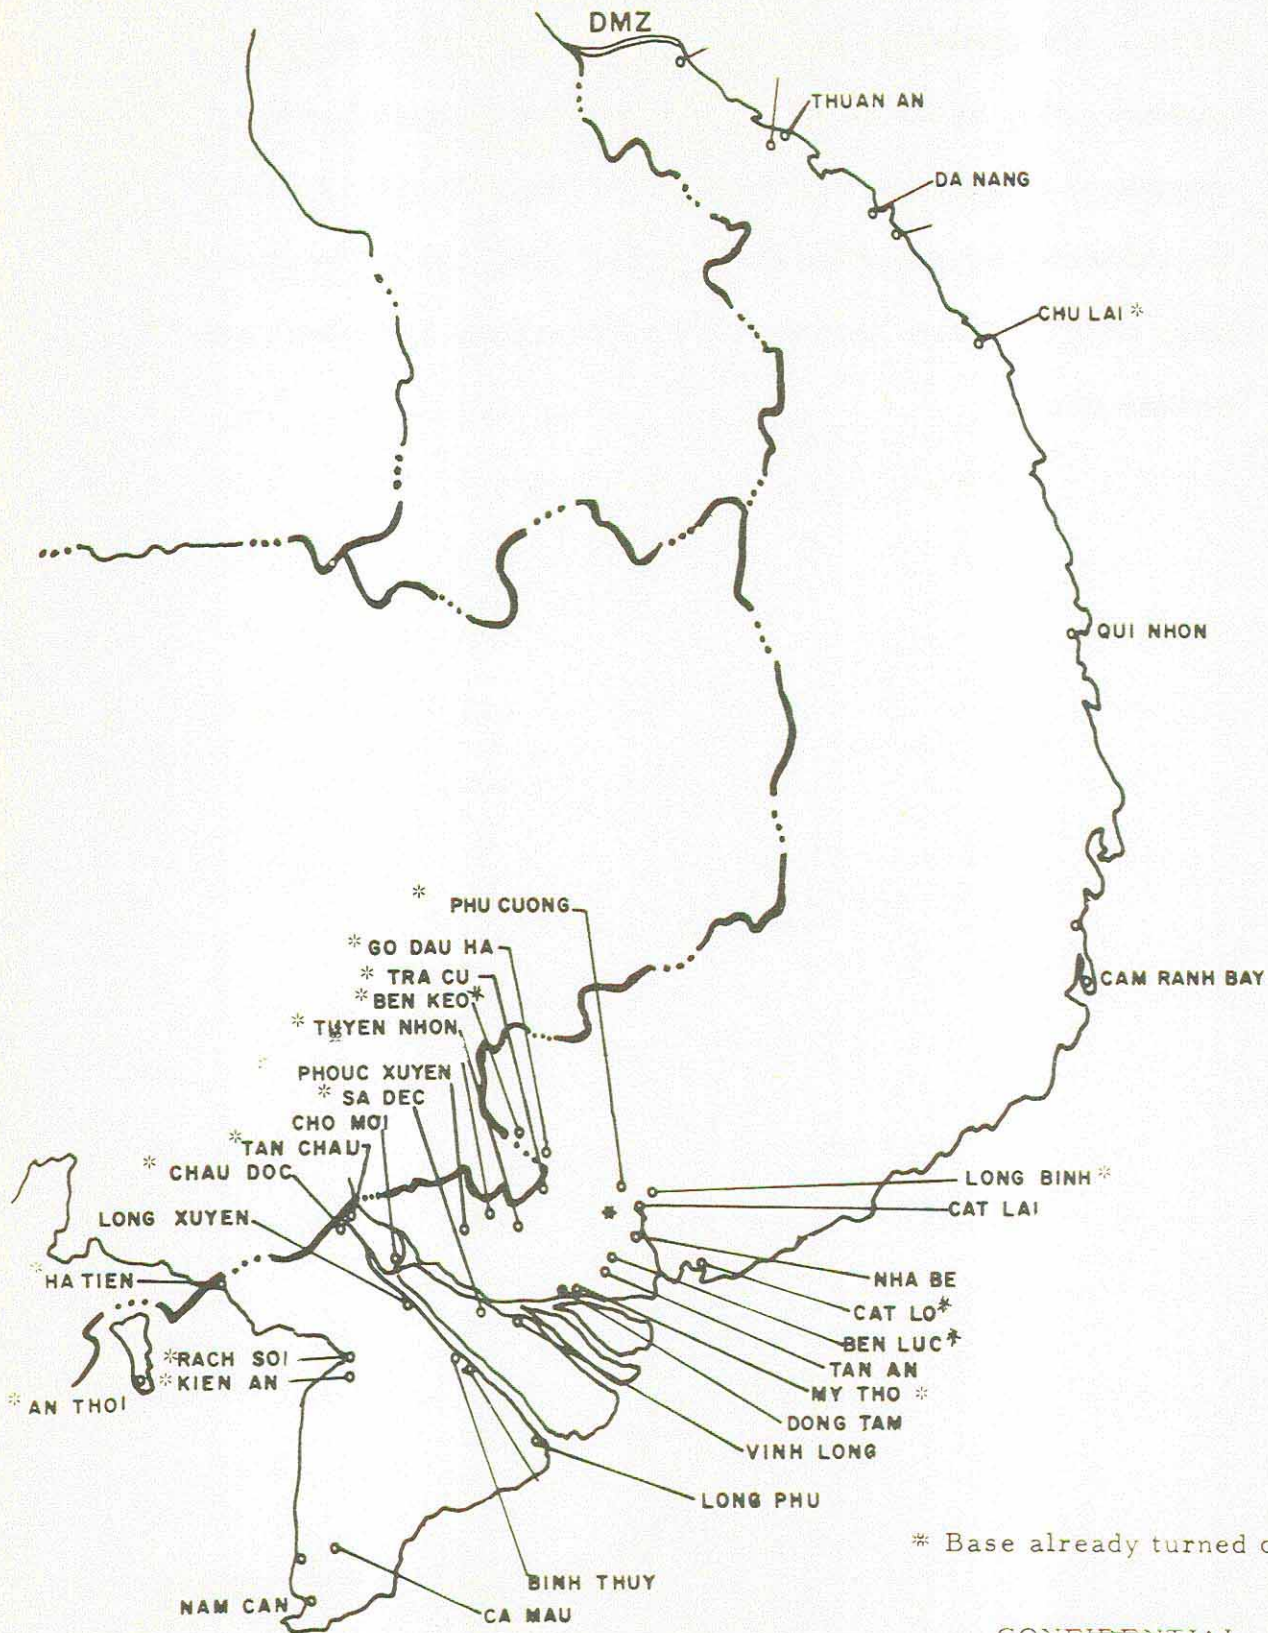 DMZ
THUAN AN
DA NANG
CHU LAI *
QUI NHON
* PHU CUONG
* GO DAU HA
* TRA CU
* BEN KEO*
CAM RANH BAY
* TUYEN NHON
PHOUC XUYEN
* SA DEC
CHO MOI
*TAN CHAU
* CHAU DOC
LONG BINH *
CAT LAI
LONG XUYEN
*HA TIEN
NHA BE
CAT LO*
BEN LUC*
*RACH SOI
TAN AN
*KIEN AN
MY THO *
* AN THOI
DONG TAM
VINH LONG
LONG PHU
* Base already turned
BINH THUY
NAM CAN
CA MAU